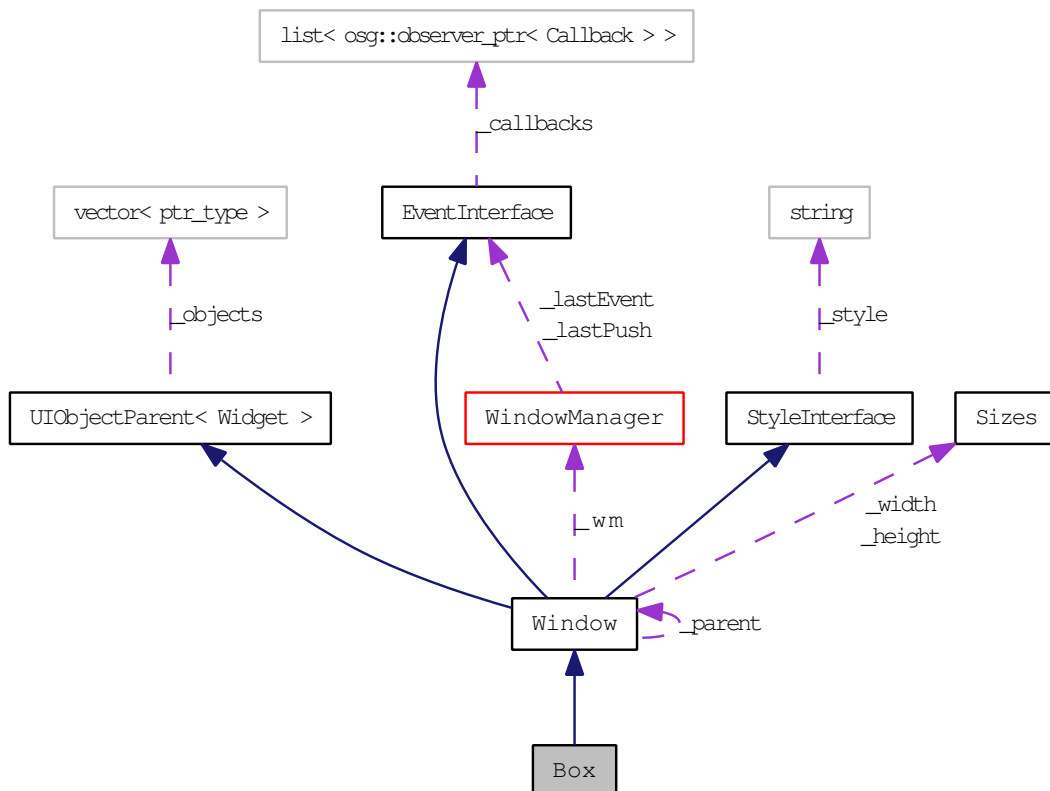 list< osg::observer_ptr< Callback > >
_callbacks
vector< ptr_type >
EventInterface
string
_objects
_lastEvent
_lastPush
_style
UIObjectParent< Widget >
WindowManager
StyleInterface
Sizes
_wm
_width
_height
Window
_parent
Box